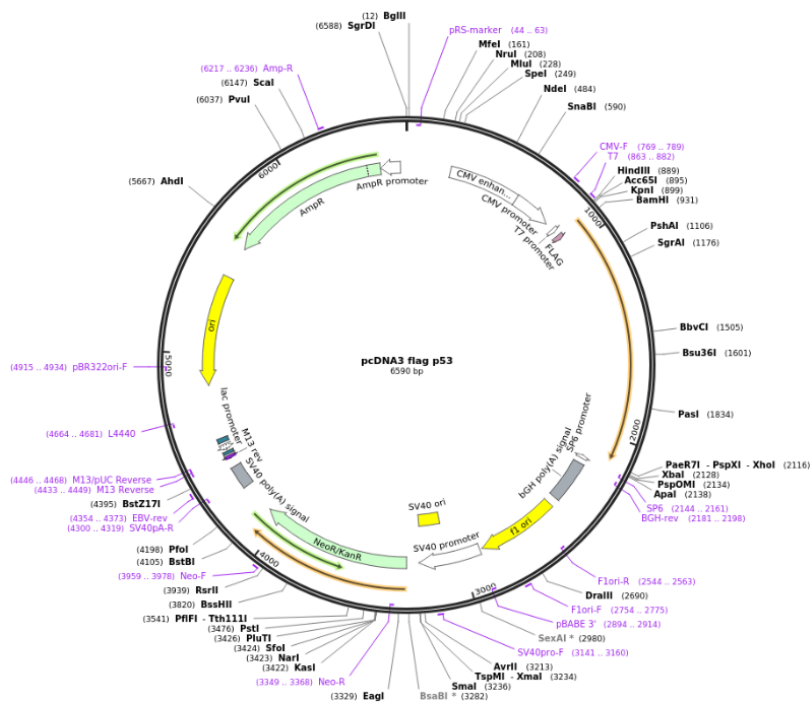 (12) BglII
(6588) SgrDI
pRS-marker (44 .. 63)
MfeI (161)
NruI (208)
MluI (228)
SpeI (249)
NdeI (484)
SnaBI (590)
CMV-F (769 .. 789)
T7 (863 .. 882)
HindIII (889)
Acc65I (895)
KpnI (899)
BamHI (931)
PshAI (1106)
SgrAI (1176)
BbvCI (1505)
Bsu36I (1601)
PasI (1834)
PaeR7I - PspXI - XhoI (2116)
XbaI (2128)
PspOMI (2134)
ApaI (2138)
SP6 (2144 .. 2161)
BGH-rev (2181 .. 2198)
F1ori-R (2544 .. 2563)
DraIII (2690)
F1ori-F (2754 .. 2775)
pBABE 3' (2894 .. 2914)
SexAI * (2980)
SV40pro-F (3141 .. 3160)
AvrII (3213)
TspMI - XmaI (3234)
SmaI (3236)
BsaBI * (3282)
(3329) EagI
(3349 .. 3368) Neo-R
(3422) KasI
(3423) NarI
(3424) SfoI
(3426) PluTI
(3476) PstI
(3541) PflFI - Tth111I
(3820) BssHII
(3939) RsrII
(3959 .. 3978) Neo-F
(4105) BstBI
(4198) PfoI
(4300 .. 4319) SV40pA-R
(4354 .. 4373) EBV-rev
(4395) BstZ17I
(4433 .. 4449) M13 Reverse
(4446 .. 4468) M13/pUC Reverse
(4664 .. 4681) L4440
(4915 .. 4934) pBR322ori-F
(5667) AhdI
(6037) PvuI
(6147) ScaI
(6217 .. 6236) Amp-R
1000
2000
3000
4000
5000
6000
AmpR promoter
AmpR
CMV enhan...
CMV promoter
T7 promoter
FLAG
ori
pcDNA3 flag p53
6590 bp
lac promoter
M13 rev
SV40 poly(A) signal
NeoR/KanR
SV40 ori
SV40 promoter
f1 ori
bGH poly(A) signal
SP6 promoter